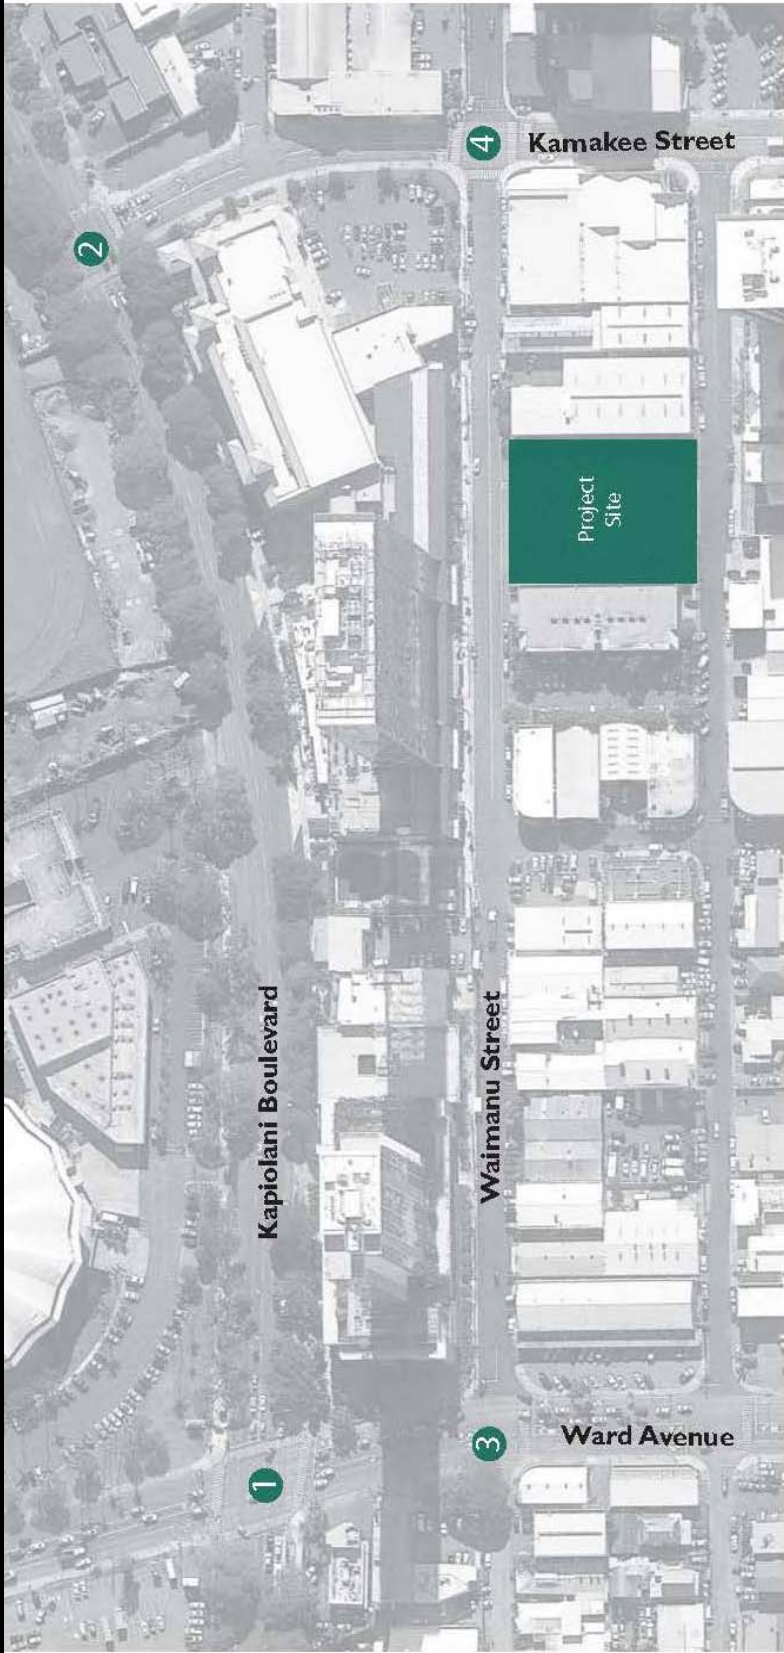 4
Kamakee Street
2
Project
Site
Kapiolani Boulevard
Waimanu Street
3
Ward Avenue
1